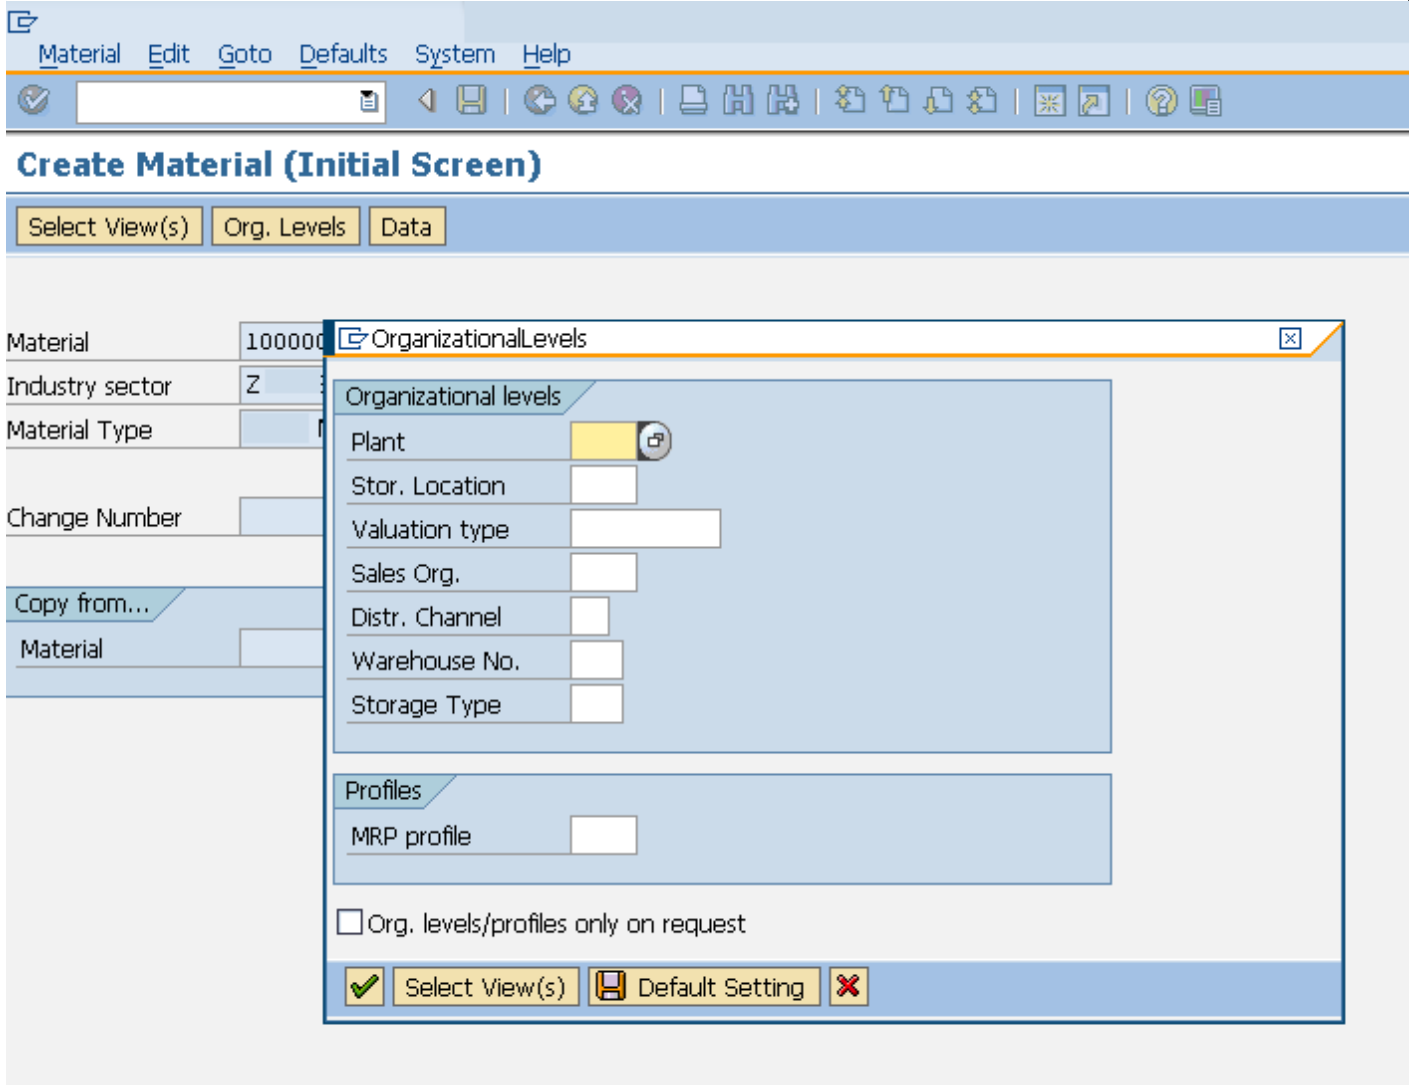 Material Edit Goto Defaults System Help
Create Material (Initial Screen)
Select View(s) Org. Levels Data
Material 100000
Industry sector Z
Material Type
Change Number
Copy from...
Material
OrganizationalLevels
Organizational levels
Plant
Stor. Location
Valuation type
Sales Org.
Distr. Channel
Warehouse No.
Storage Type
Profiles
MRP profile
Org. levels/profiles only on request
Select View(s) Default Setting